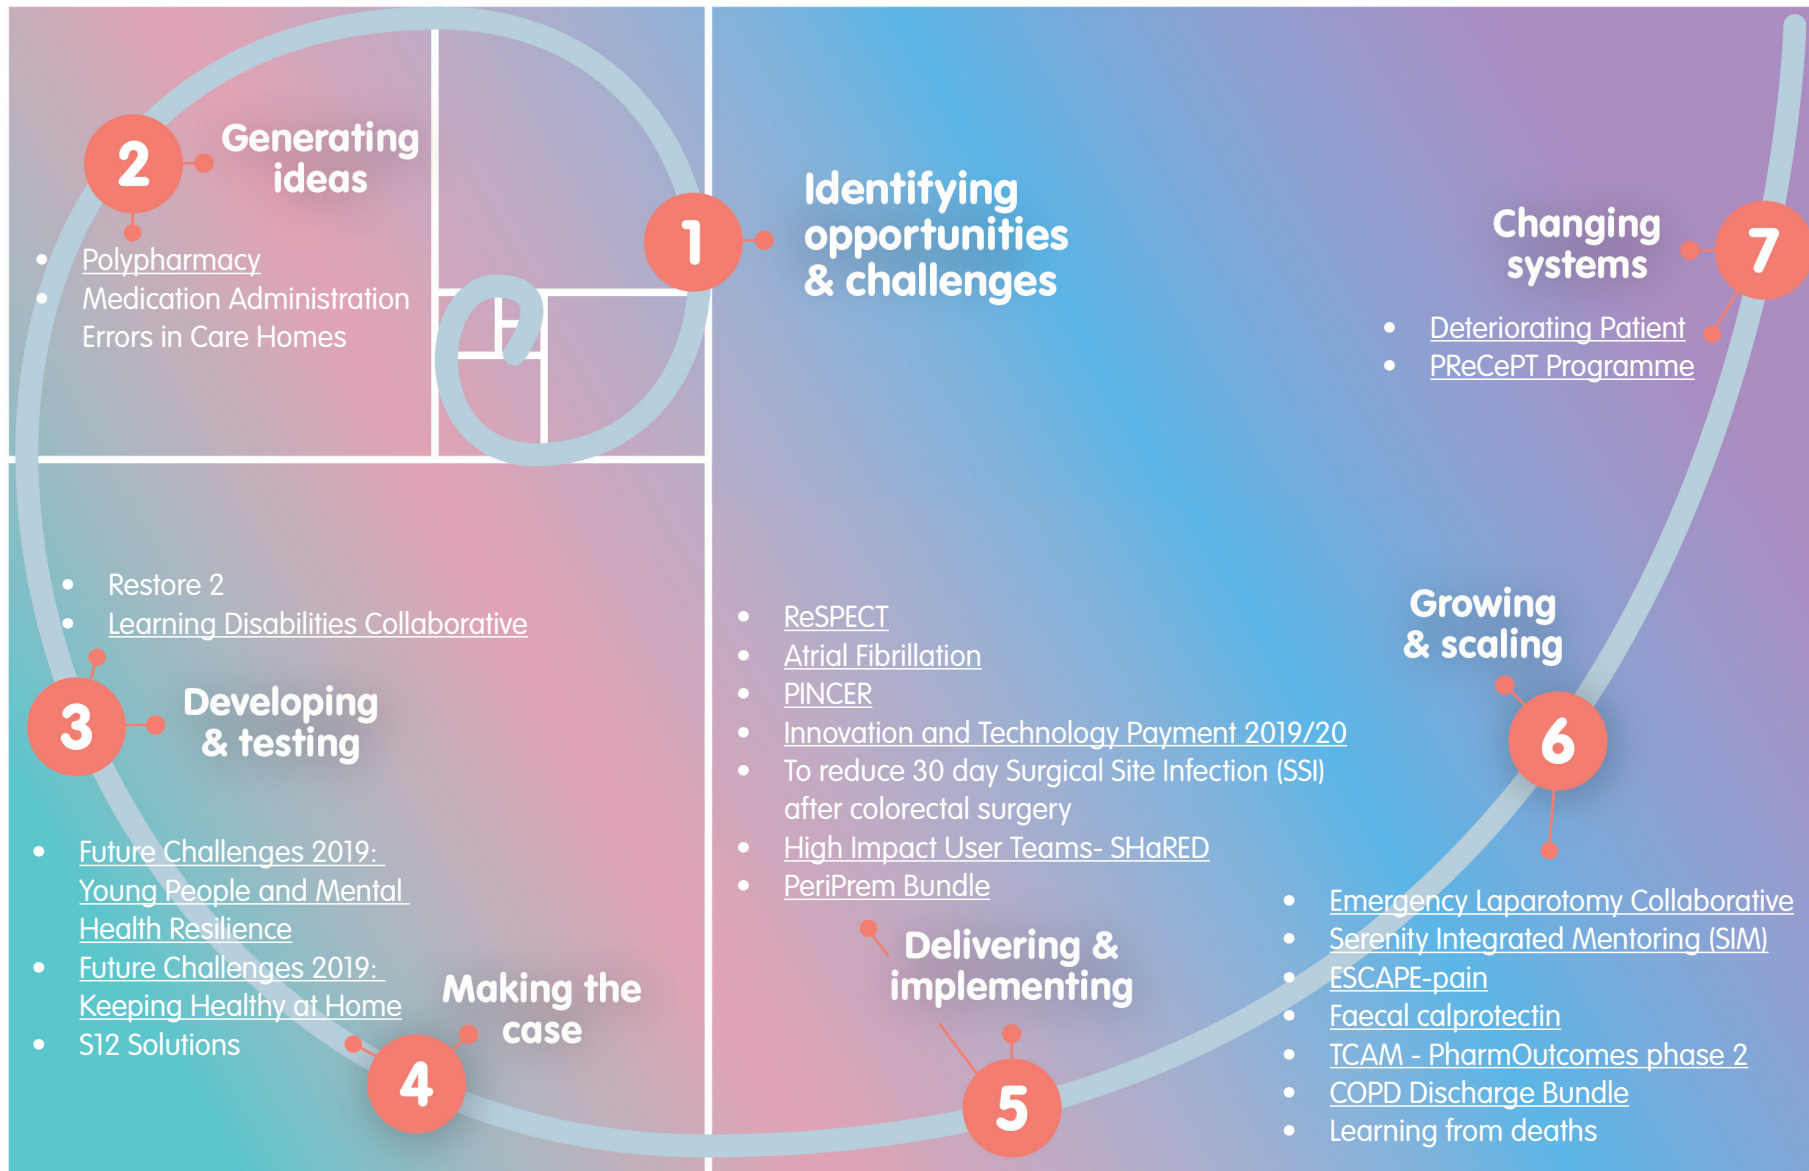 1
Identifying
opportunities
& challenges
2
Generating
ideas
• Polypharmacy
• Medication Administration
Errors in Care Homes
3
Developing
& testing
• Restore 2
• Learning Disabilities Collaborative
4
Making the
case
• Future Challenges 2019:
Young People and Mental
Health Resilience
• Future Challenges 2019:
Keeping Healthy at Home
• S12 Solutions
5
Delivering &
implementing
• ReSPECT
• Atrial Fibrillation
• PINCER
• Innovation and Technology Payment 2019/20
• To reduce 30 day Surgical Site Infection (SSI)
after colorectal surgery
• High Impact User Teams- SHaRED
• PeriPrem Bundle
6
Growing
& scaling
• Emergency Laparotomy Collaborative
• Serenity Integrated Mentoring (SIM)
• ESCAPE-pain
• Faecal calprotectin
• TCAM - PharmOutcomes phase 2
• COPD Discharge Bundle
• Learning from deaths
7
Changing
systems
• Deteriorating Patient
• PReCePT Programme